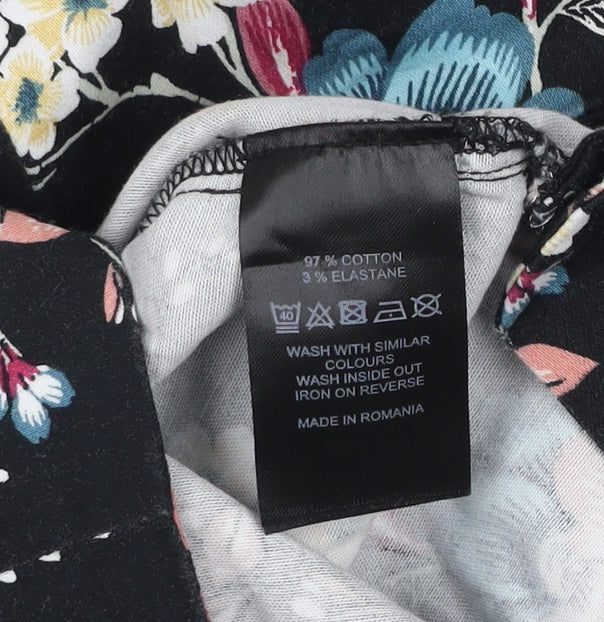 97 % COTTON
3 % ELASTANE
40
WASH WITH SIMILAR
COLOURS
WASH INSIDE OUT
IRON ON REVERSE
MADE IN ROMANIA